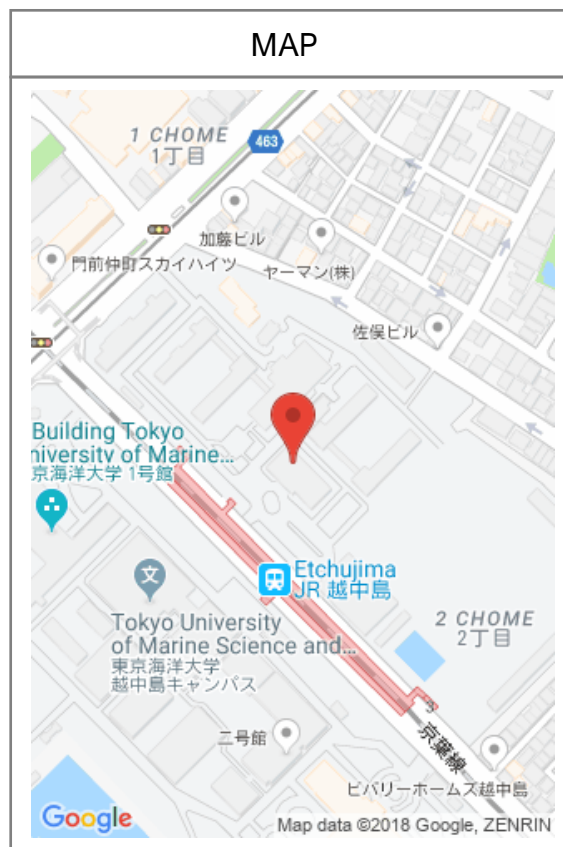 MAP
1 CHOME
1丁目
463
加藤ビル
門前仲町スカイハイツ
ヤーマン(株)
佐俣ビル
Building Tokyo
niversity of Marine...
京海洋大学 1号館
Etchujima
JR 越中島
Tokyo University
of Marine Science and...
東京海洋大学
越中島キャンパス
2 CHOME
2丁目
二号館
京葉線
ビバリーホームズ越中島
Google
Map data ©2018 Google, ZENRIN